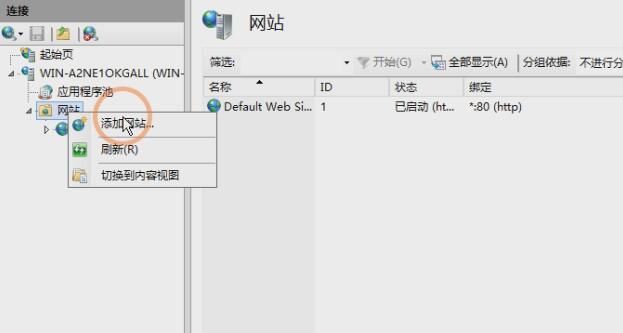 连接
网站
起始页
WIN-A2NE1OKGALL (WIN-
应用程序池
网站
添加网站...
刷新(R)
切换到内容视图
筛选:
开始(G)
全部显示(A)
分组依据:
不进行分
名称
ID
状态
绑定
Default Web Si...
1
已启动 (ht...
*:80 (http)